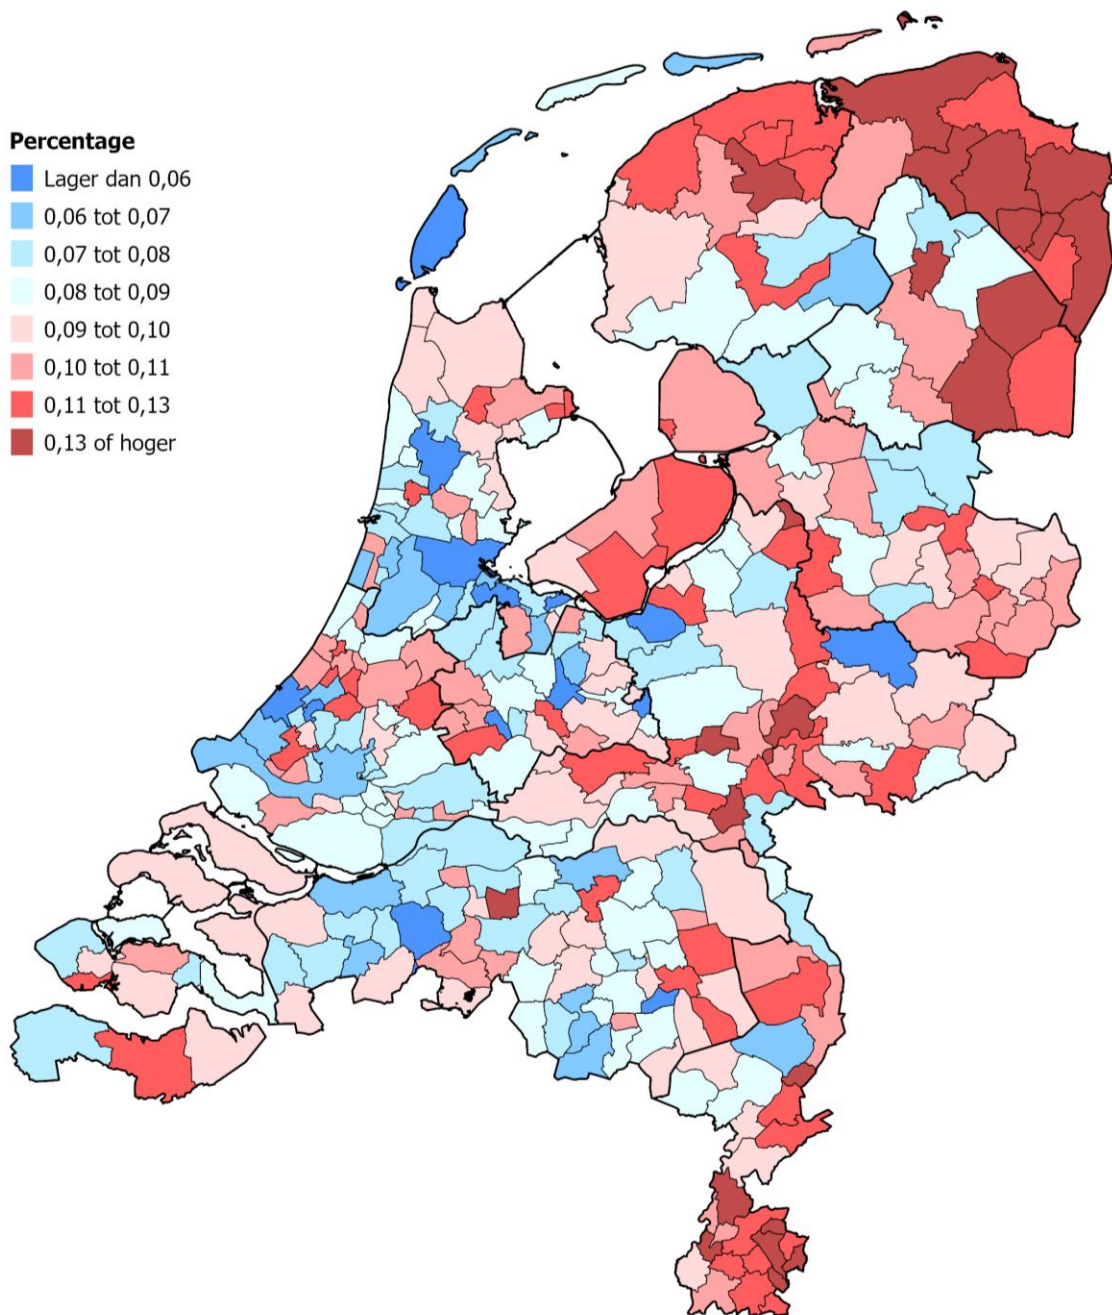 Percentage
Lager dan 0,06
0,06 tot 0,07
0,07 tot 0,08
0,08 tot 0,09
0,09 tot 0,10
0,10 tot 0,11
0,11 tot 0,13
0,13 of hoger